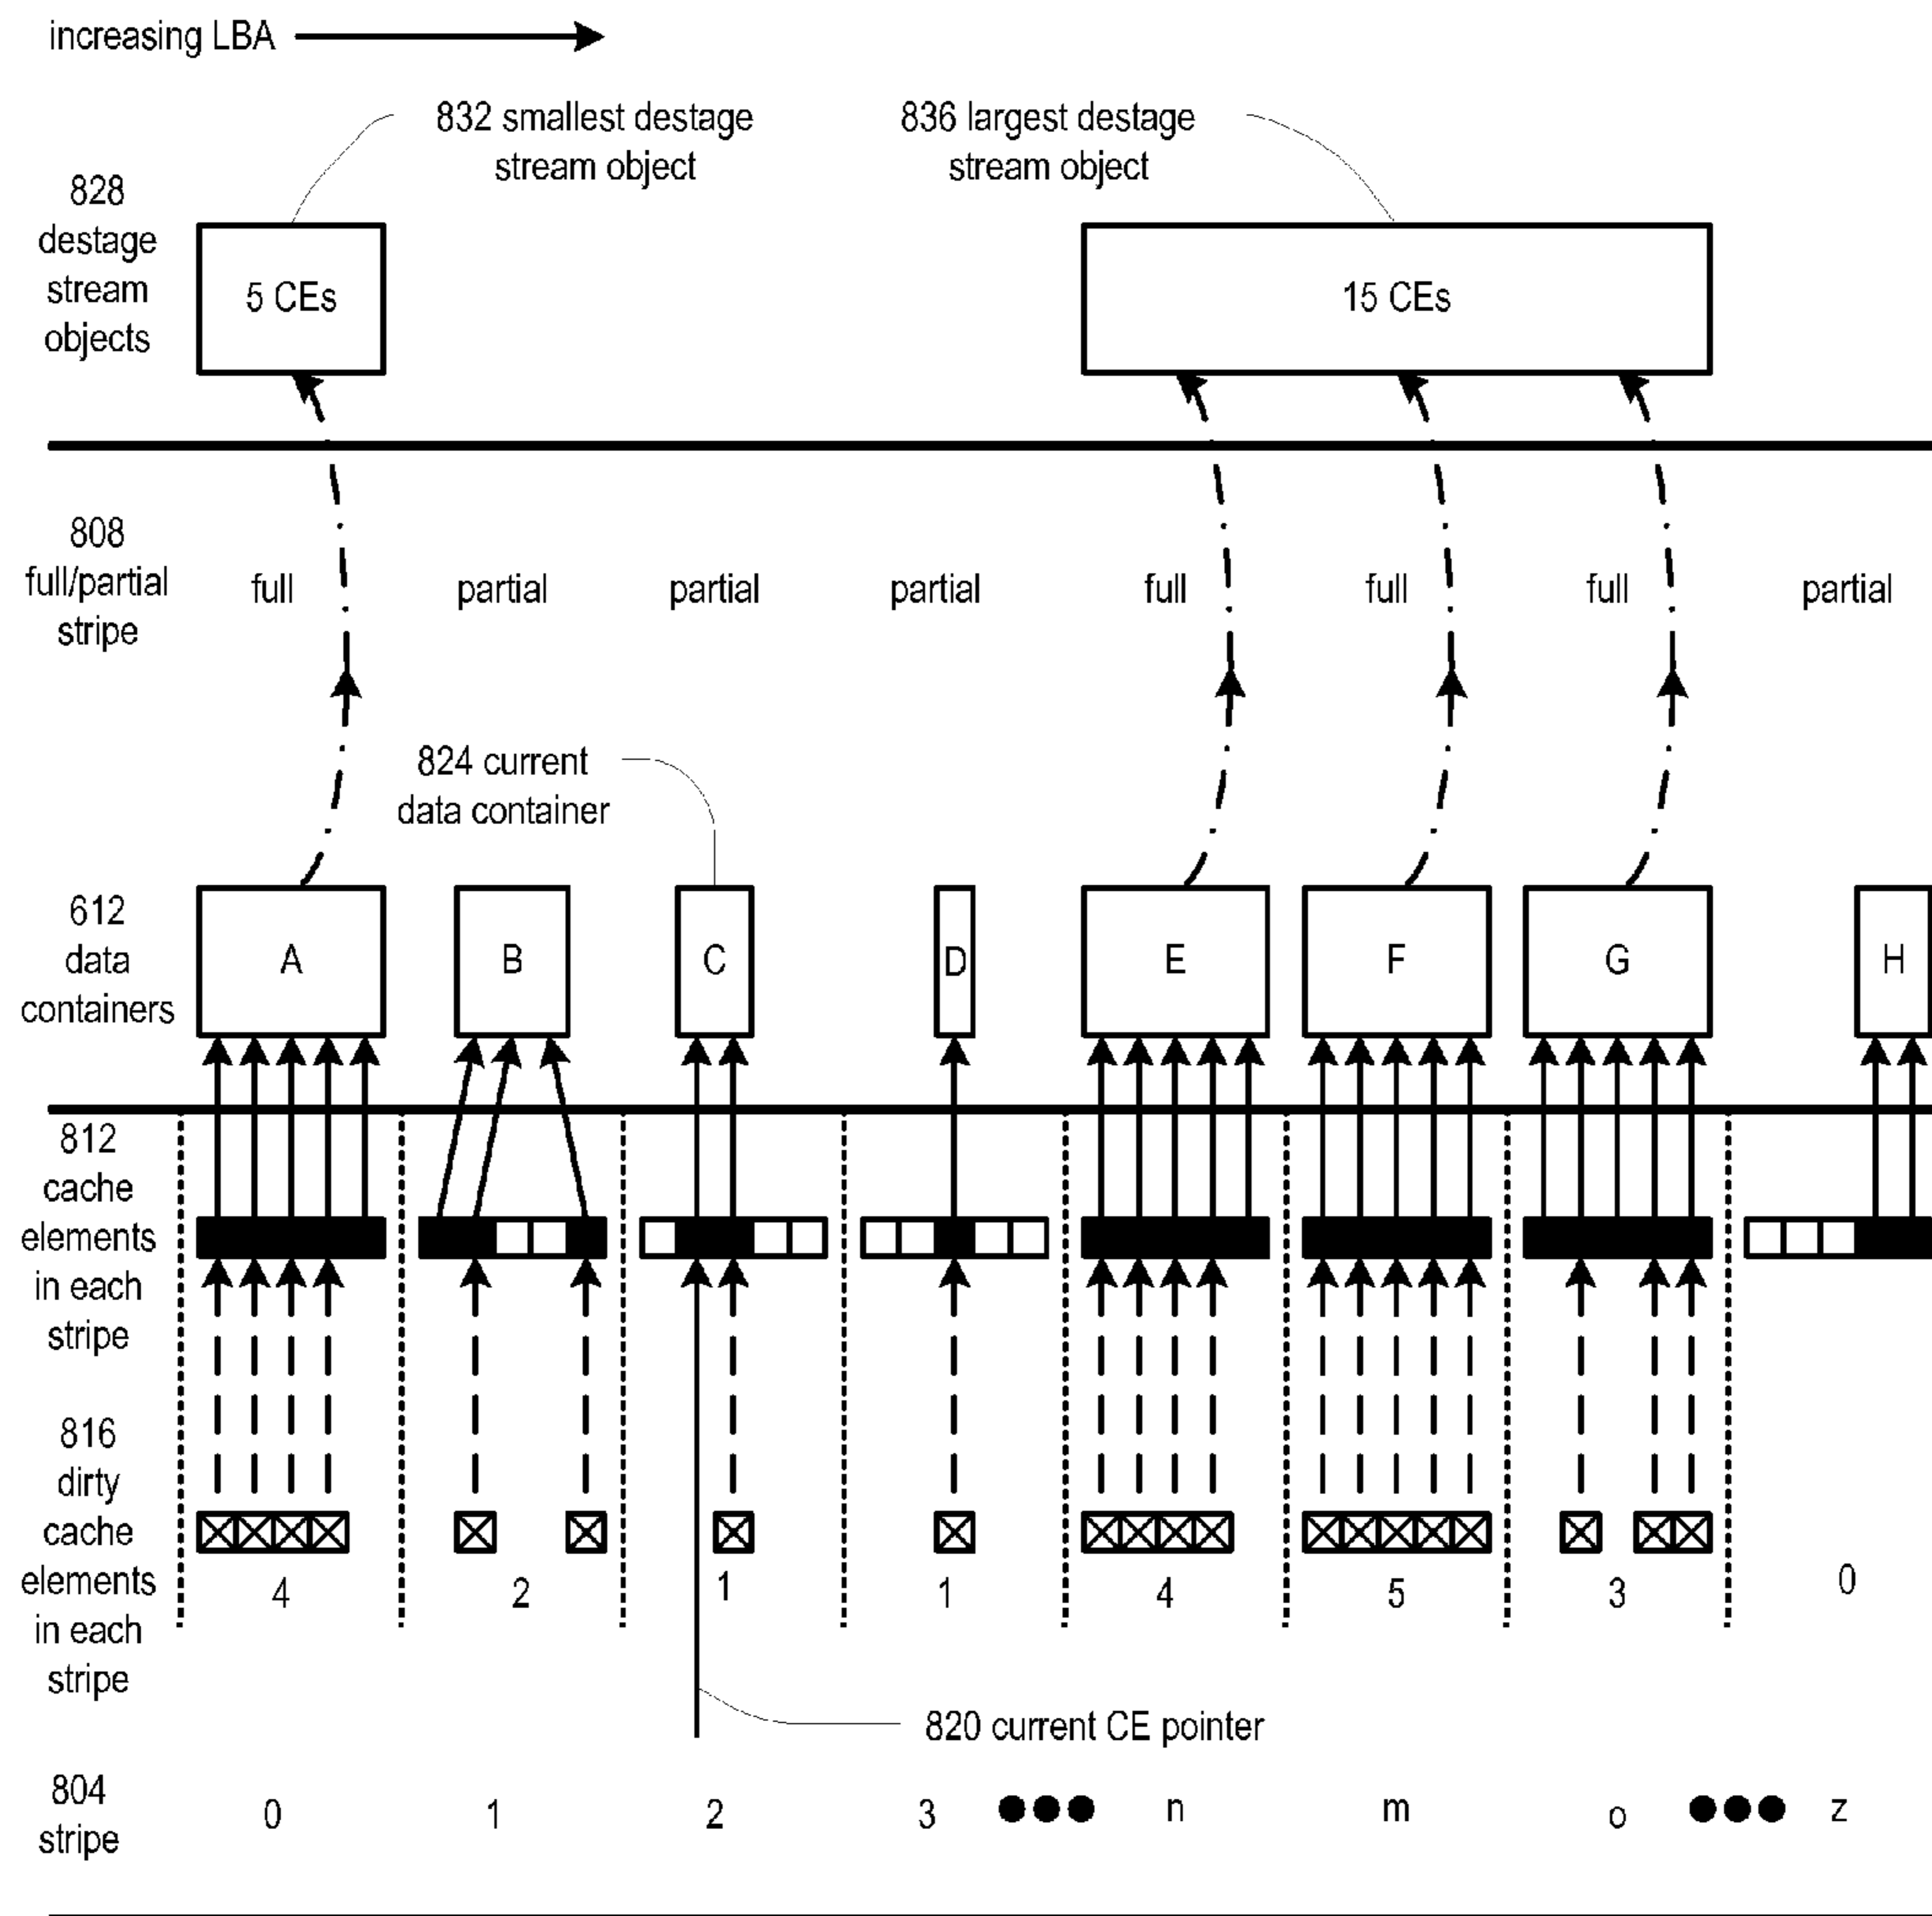 increasing LBA
832 smallest destage
stream object
836 largest destage
stream object
828
destage
stream
objects
5 CEs
15 CEs
808
full/partial
stripe
full
partial
partial
partial
full
full
full
partial
824 current
data container
612
data
containers
A
B
C
D
E
F
G
H
812
cache
elements
in each
stripe
816
dirty
cache
elements
in each
stripe
4
2
1
1
4
5
3
0
820 current CE pointer
804
stripe
0
1
2
3
n
m
o
z